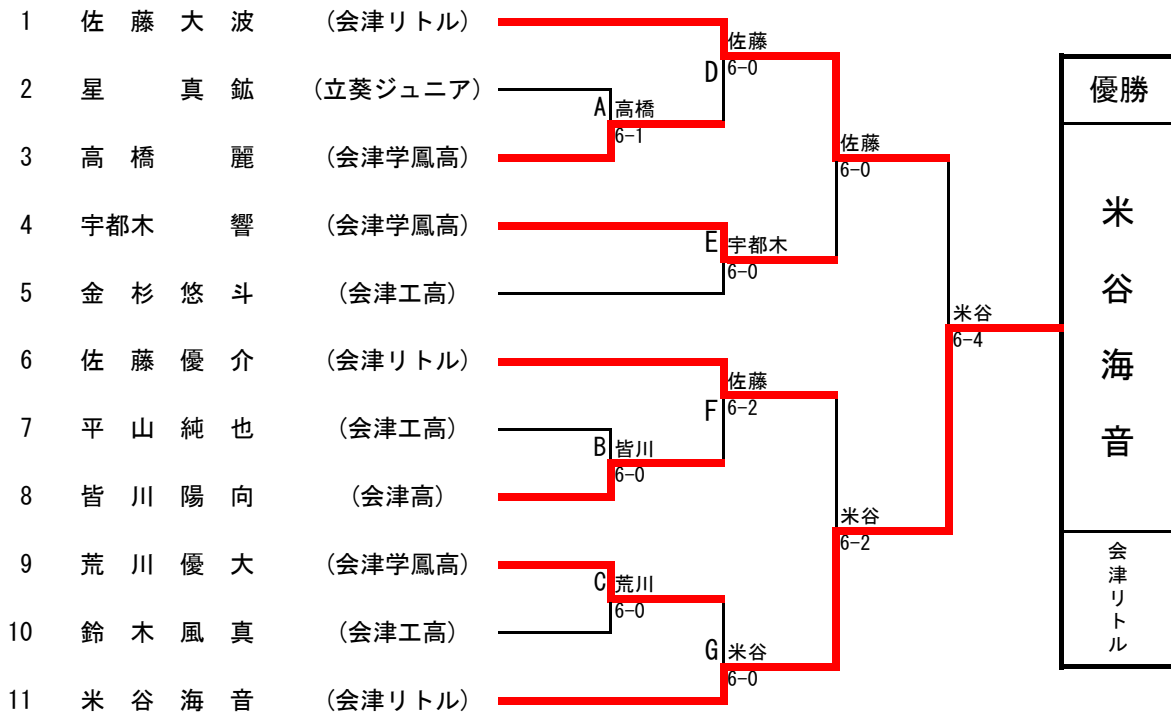 1 佐藤大波 (会津リトル)
佐藤
6-0
D
2 星 真鉱 (立葵ジュニア)
A 高橋
6-1
3 高橋 麗 (会津学鳳高)
佐藤
6-0
4 宇都木 響 (会津学鳳高)
E 宇都木
6-0
5 金杉悠斗 (会津工高)
米谷
6-4
6 佐藤優介 (会津リトル)
佐藤
6-2
F
7 平山純也 (会津工高)
B 皆川
6-0
8 皆川陽向 (会津高)
米谷
6-2
9 荒川優大 (会津学鳳高)
C 荒川
6-0
10 鈴木風真 (会津工高)
G 米谷
6-0
11 米谷海音 (会津リトル)
優勝
米谷海音
会津リトル